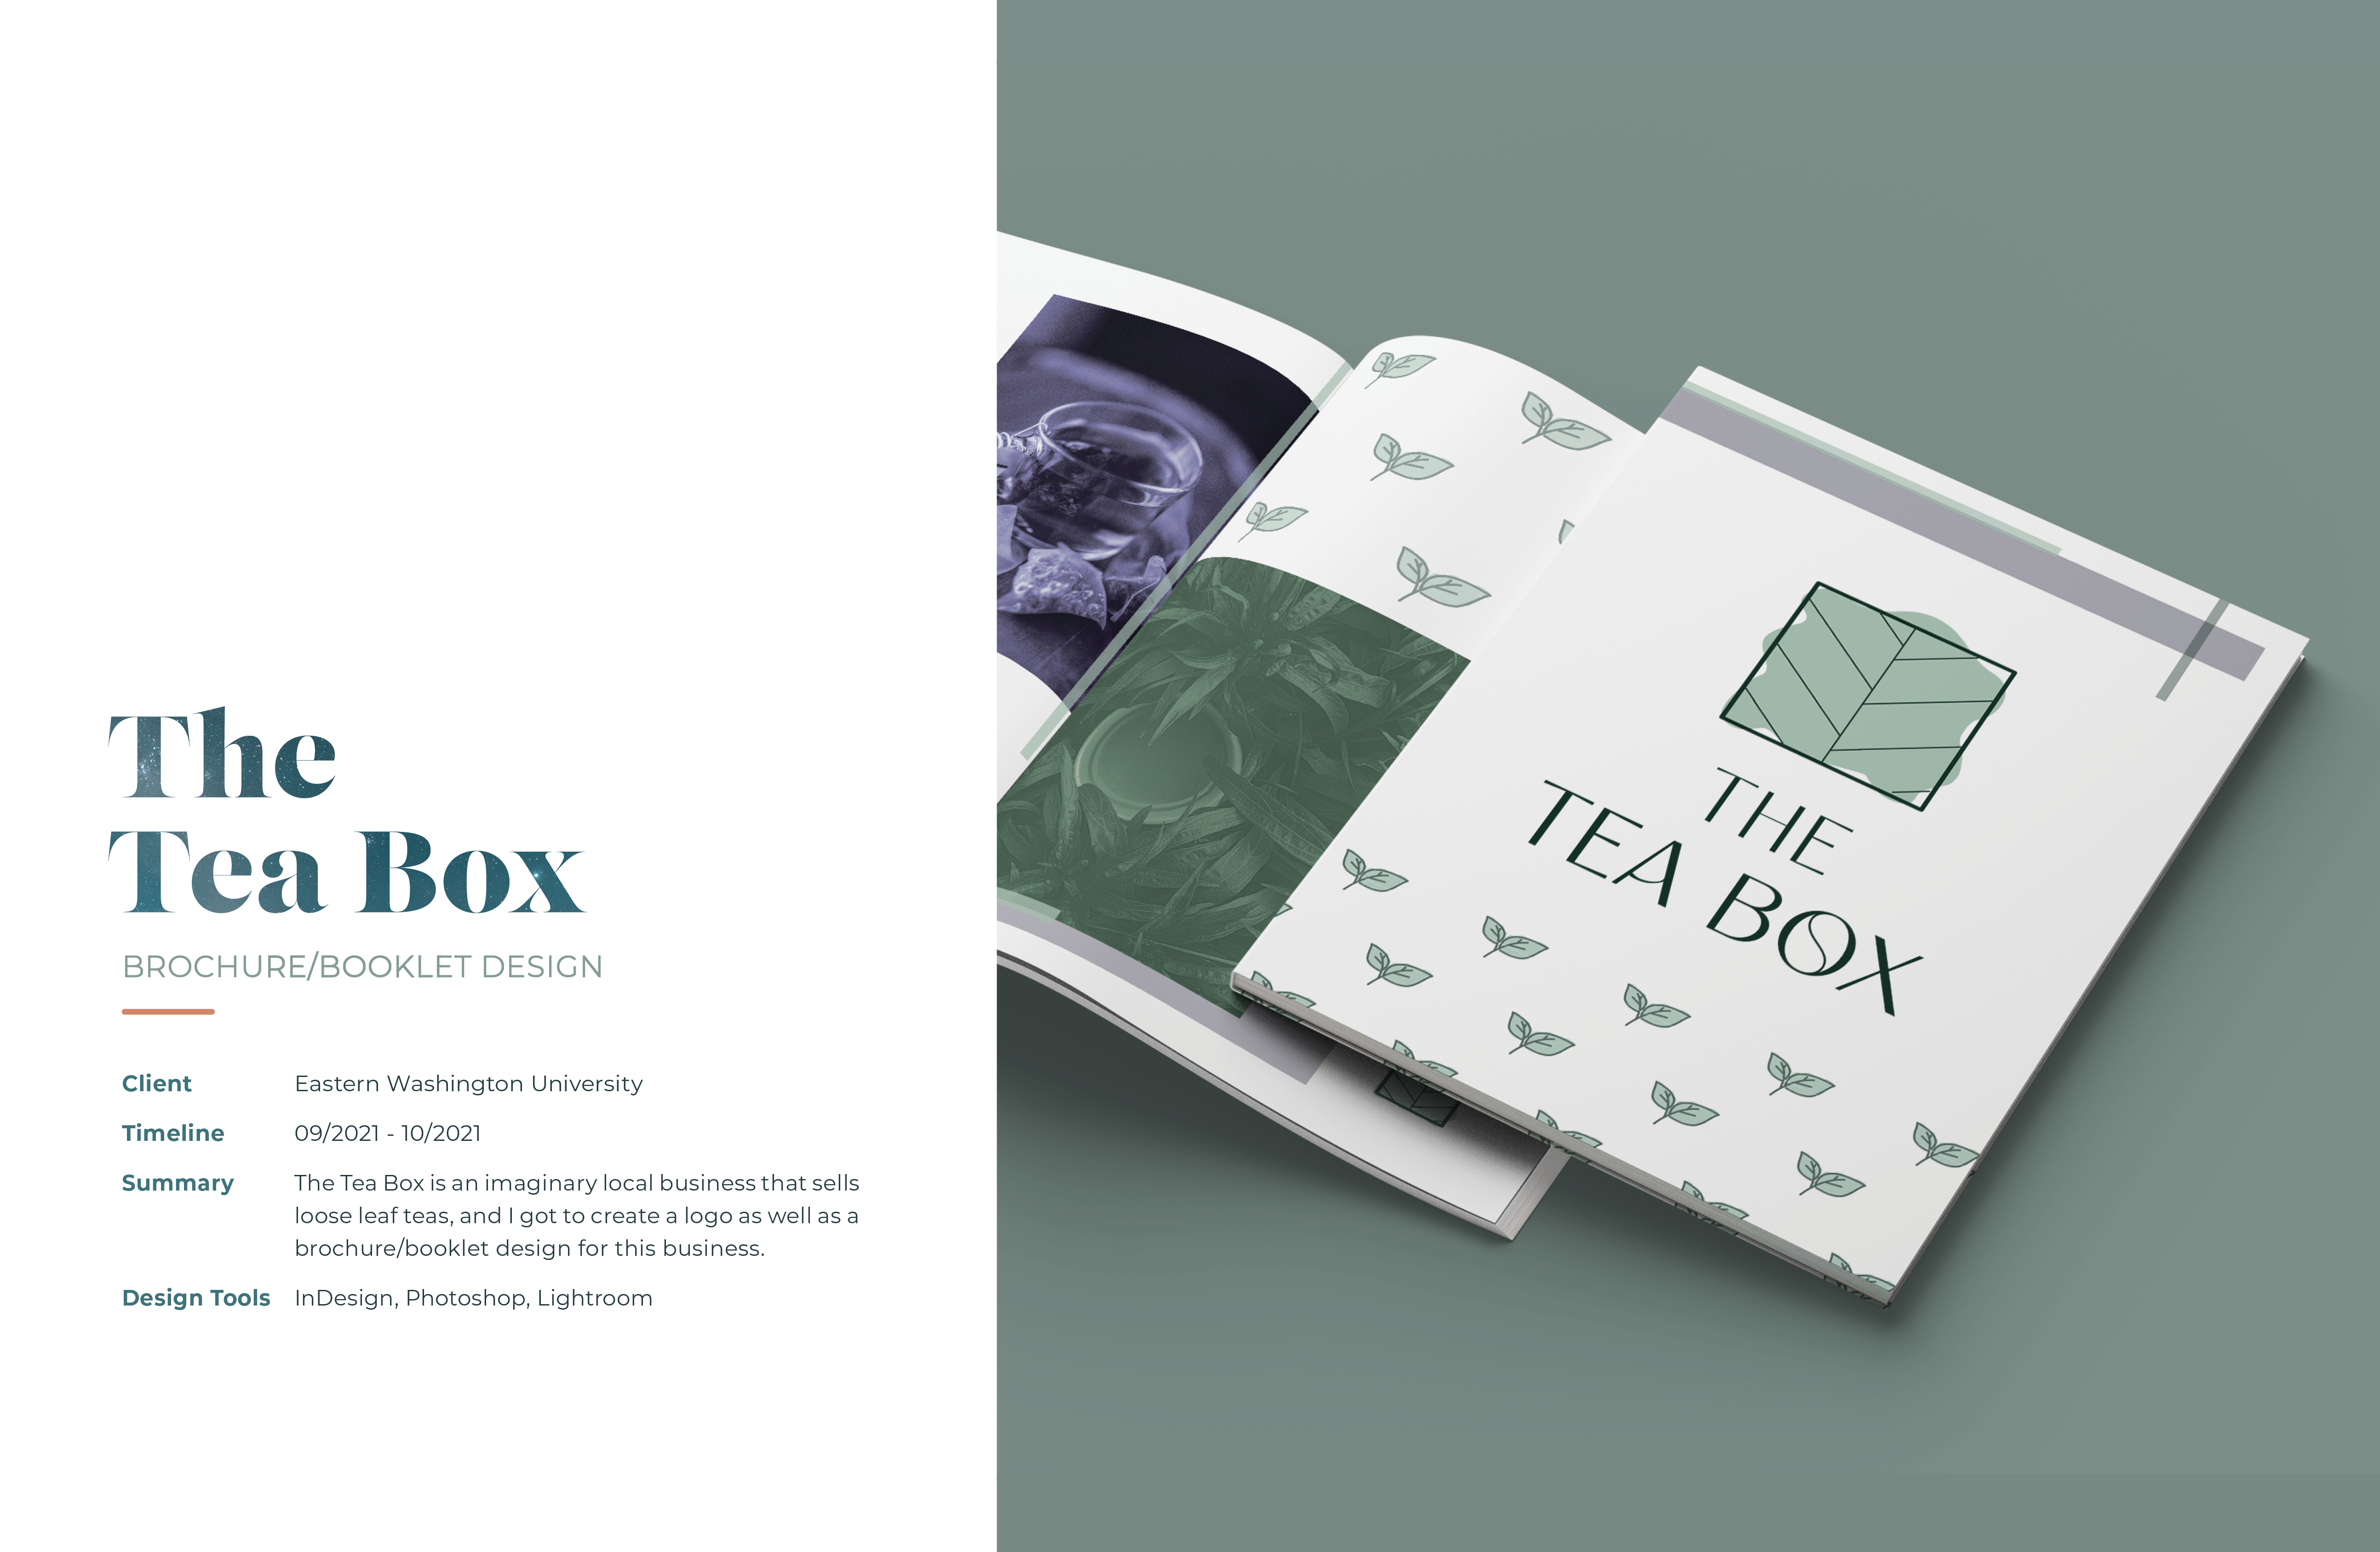 The
Tea Box
BROCHURE/BOOKLET DESIGN
Client Eastern Washington University
Timeline 09/2021 - 10/2021
Summary The Tea Box is an imaginary local business that sells
loose leaf teas, and I got to create a logo as well as a
brochure/booklet design for this business.
Design Tools InDesign, Photoshop, Lightroom
THE
TEA BOX